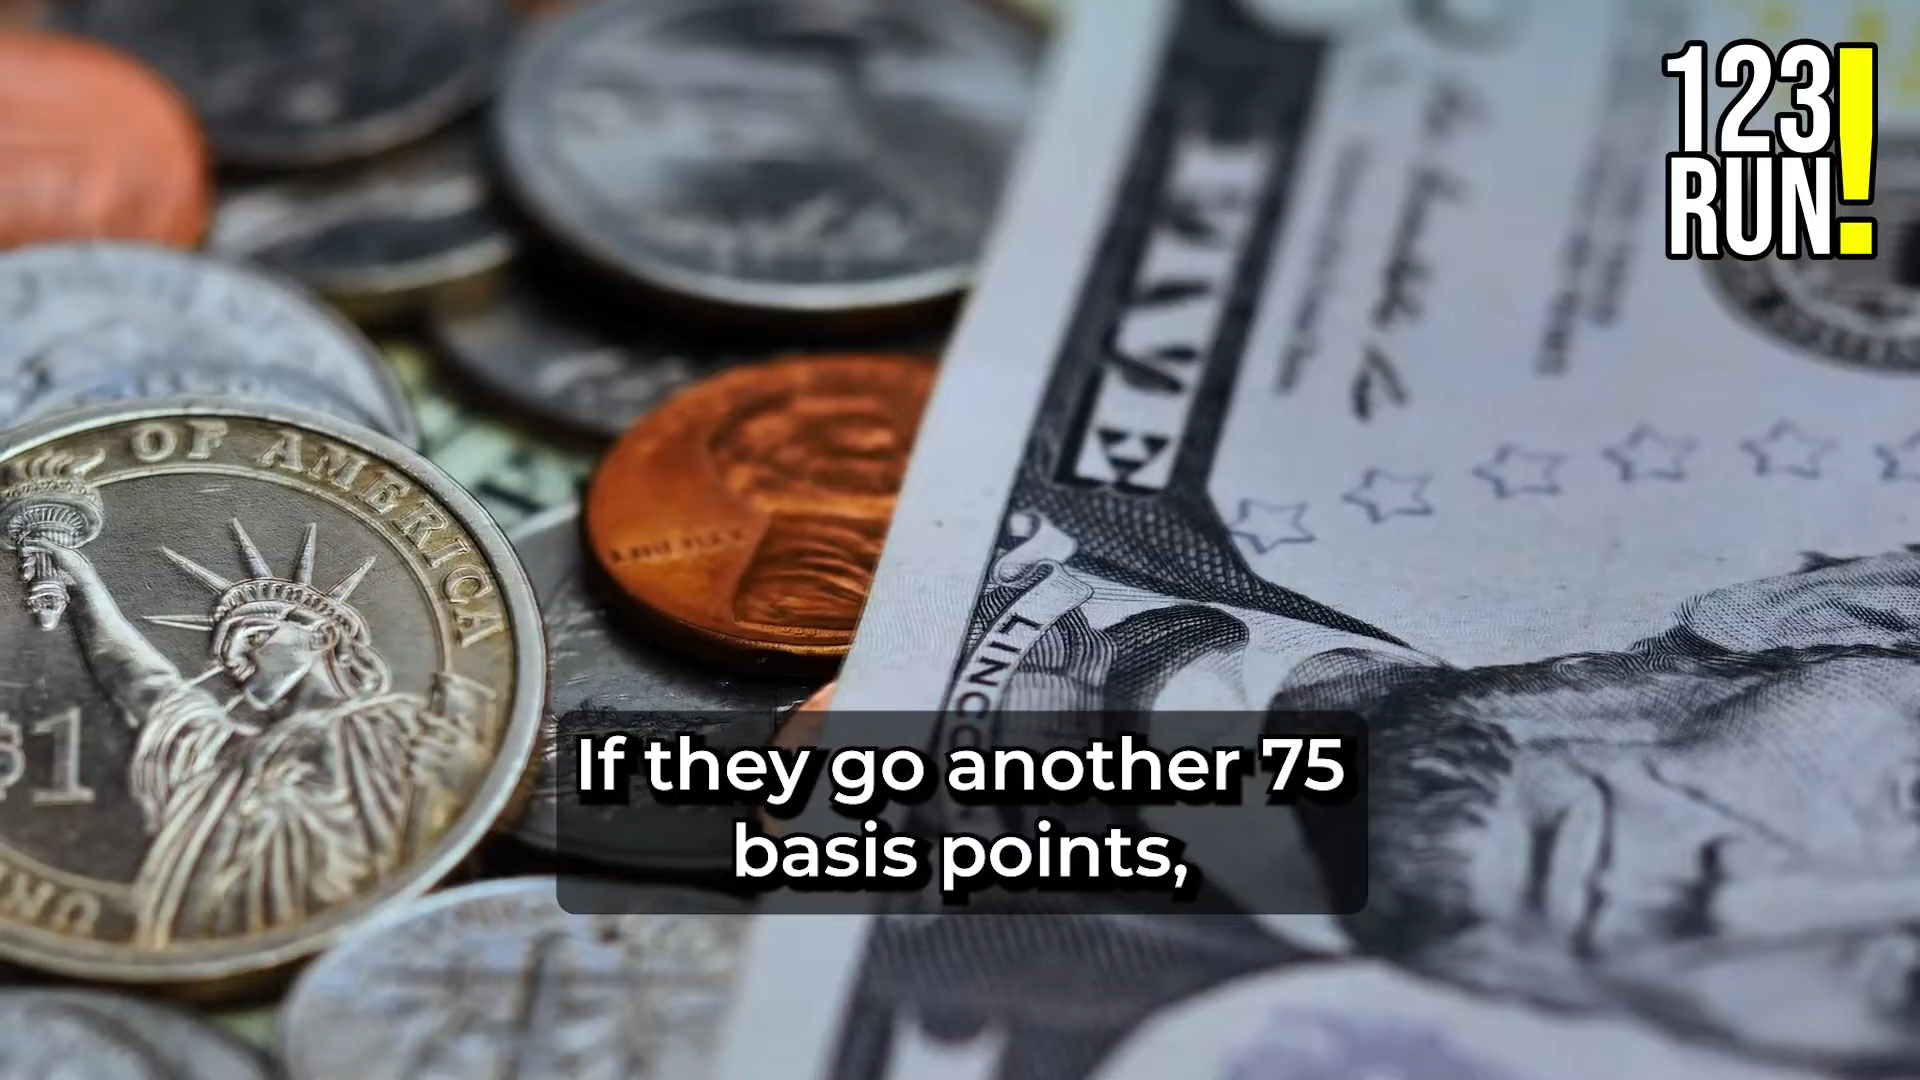 123
RUN!
FIVE
OF AMERICA
LINCO
$1
If they go another 75
basis points,